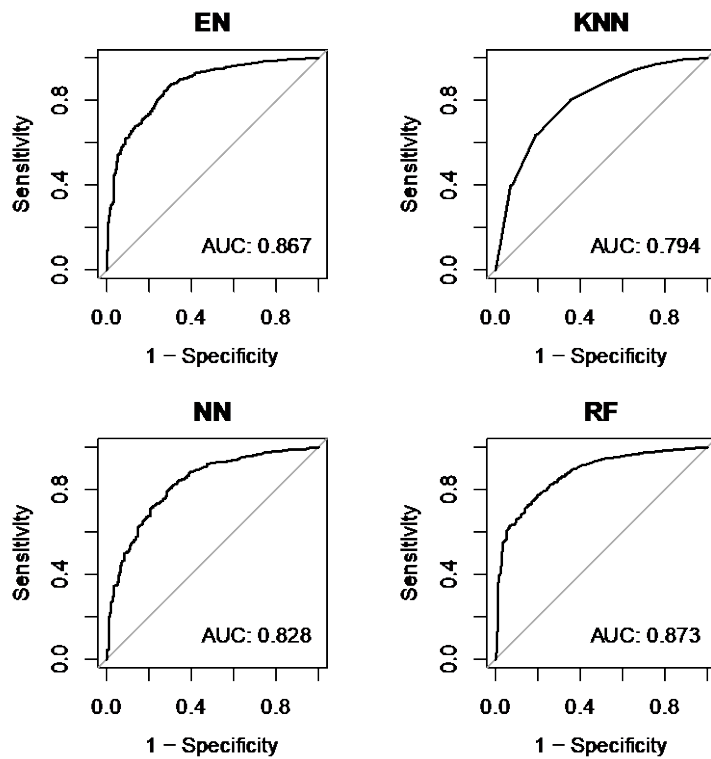 EN
Sensitivity
0.8
0.4
0.0
AUC: 0.867
0.0 0.4 0.8
1 − Specificity
KNN
Sensitivity
0.8
0.4
0.0
AUC: 0.794
0.0 0.4 0.8
1 − Specificity
NN
Sensitivity
0.8
0.4
0.0
AUC: 0.828
0.0 0.4 0.8
1 − Specificity
RF
Sensitivity
0.8
0.4
0.0
AUC: 0.873
0.0 0.4 0.8
1 − Specificity